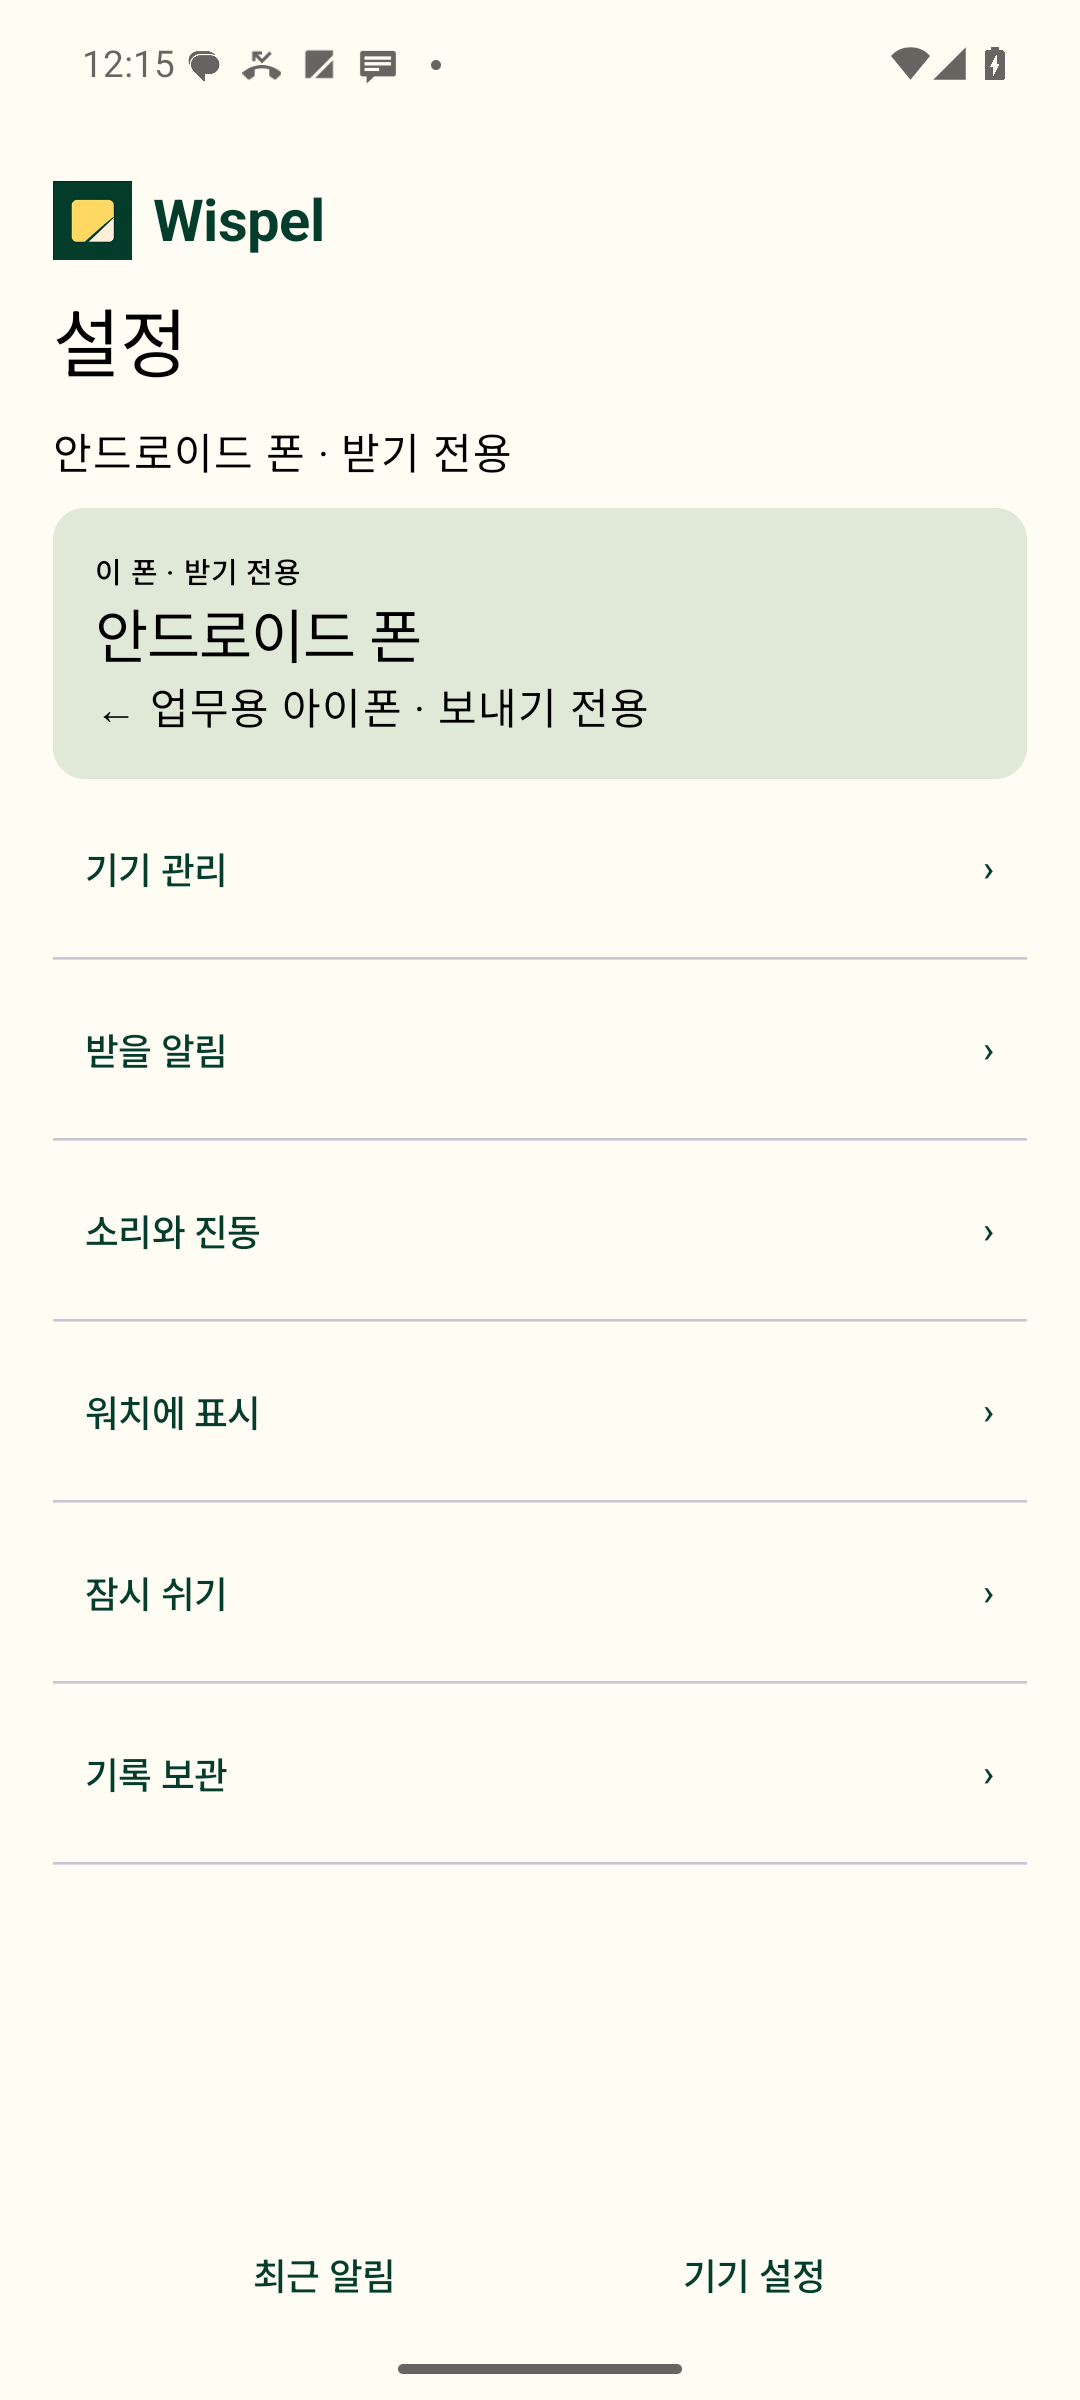 12:15
Wispel
설정
안드로이드 폰 · 받기 전용
이 폰 · 받기 전용
안드로이드 폰
← 업무용 아이폰 · 보내기 전용
기기 관리 ›
받을 알림 ›
소리와 진동 ›
워치에 표시 ›
잠시 쉬기 ›
기록 보관 ›
최근 알림 기기 설정